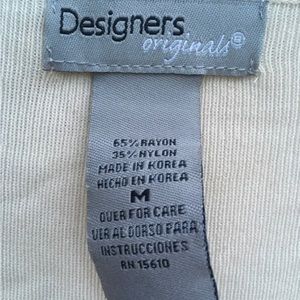 Designers
originals®
65% RAYON
35% NYLON
MADE IN KOREA
HECHO EN KOREA
M
OVER FOR CARE
VER AL DORSO PARA
INSTRUCCIONES
RN 15610